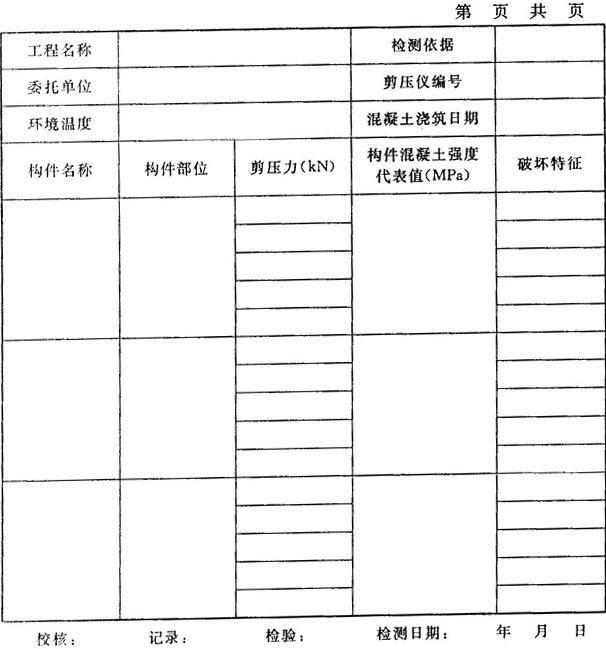 第 页 共 页
工程名称 检测依据
委托单位 剪压仪编号
环境温度 混凝土浇筑日期
构件名称 构件部位 剪压力(kN) 构件混凝土强度代表值(MPa) 破坏特征
校核: 记录: 检验: 检测日期: 年 月 日